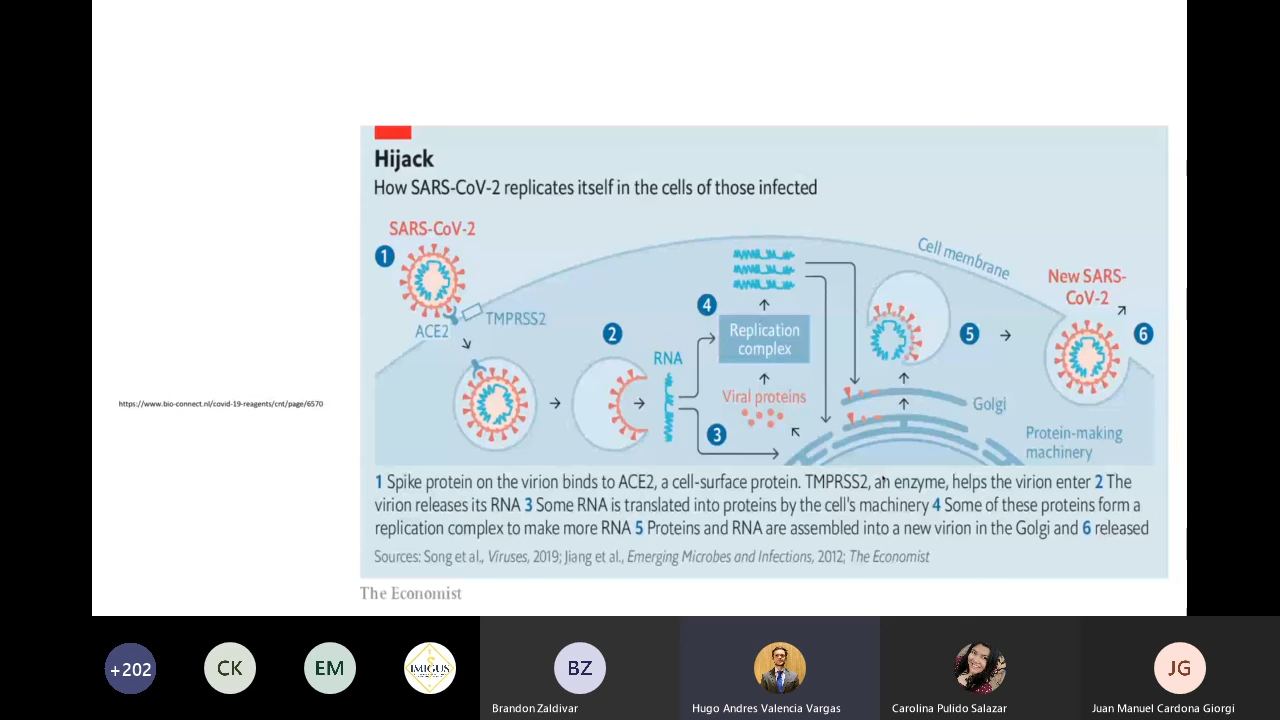 Hijack
How SARS-CoV-2 replicates itself in the cells of those infected
SARS-CoV-2
1
ACE2
TMPRSS2
2
RNA
3
4
Replication
complex
Viral proteins
Cell membrane
5
Golgi
Protein-making
machinery
New SARS-
CoV-2
6
1 Spike protein on the virion binds to ACE2, a cell-surface protein. TMPRSS2, an enzyme, helps the virion enter 2 The
virion releases its RNA 3 Some RNA is translated into proteins by the cell's machinery 4 Some of these proteins form a
replication complex to make more RNA 5 Proteins and RNA are assembled into a new virion in the Golgi and 6 released
Sources: Song et al., Viruses, 2019; Jiang et al., Emerging Microbes and Infections, 2012; The Economist
The Economist
https://www.bio-connect.nl/covid-19-reagents/cnt/page/6570
+202
CK
EM
IMIGUS
BZ
Brandon Zaldivar
Hugo Andres Valencia Vargas
Carolina Pulido Salazar
JG
Juan Manuel Cardona Giorgi